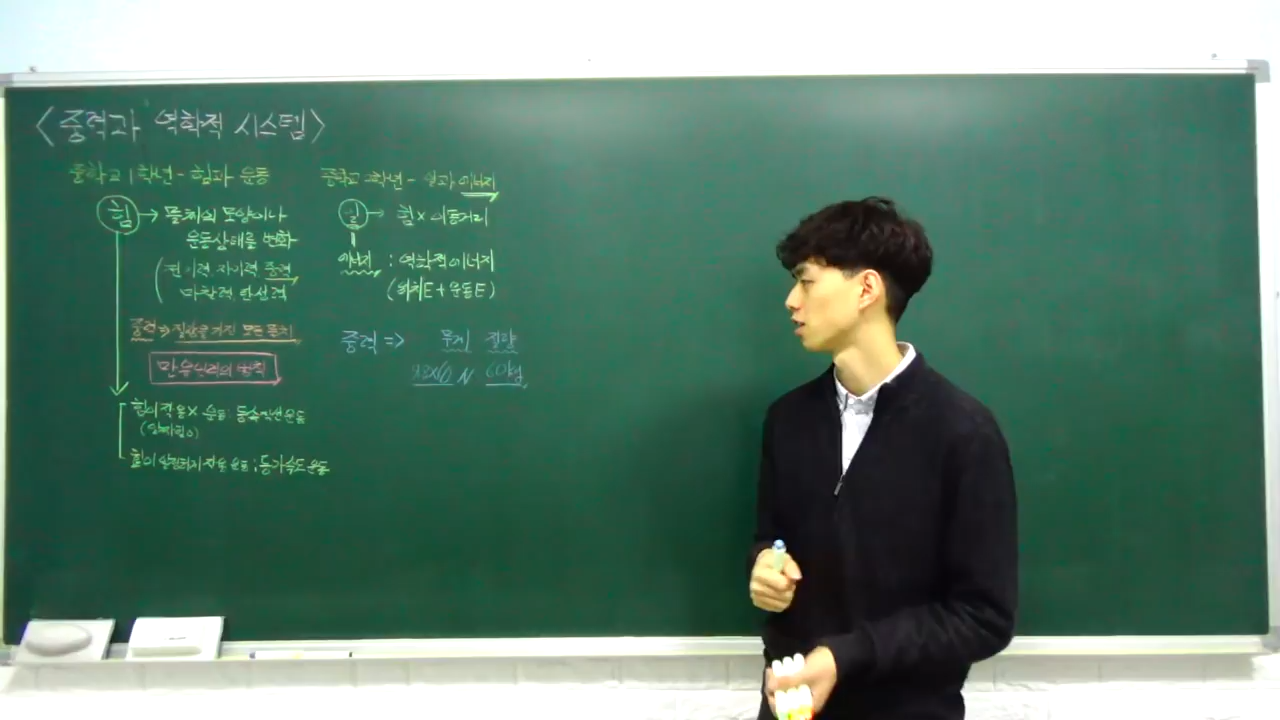 <중력과 역학적 시스템>
중학교 1학년 - 힘과 운동
힘 → 물체의 모양이나
운동상태를 변화
(전기력, 자기력, 중력
마찰력, 탄성력
중력 => 질량을 가진 모든 물체
만유인력의 법칙
힘이 작용X 운동: 등속직선운동
힘이 일정하게 작용 운동: 등가속도운동
중학교 2학년 - 일과 에너지
일 → 힘 × 이동거리
에너지 : 역학적에너지
(위치E + 운동E)
중력 => 무게 질량
9.8×60 N 60kg